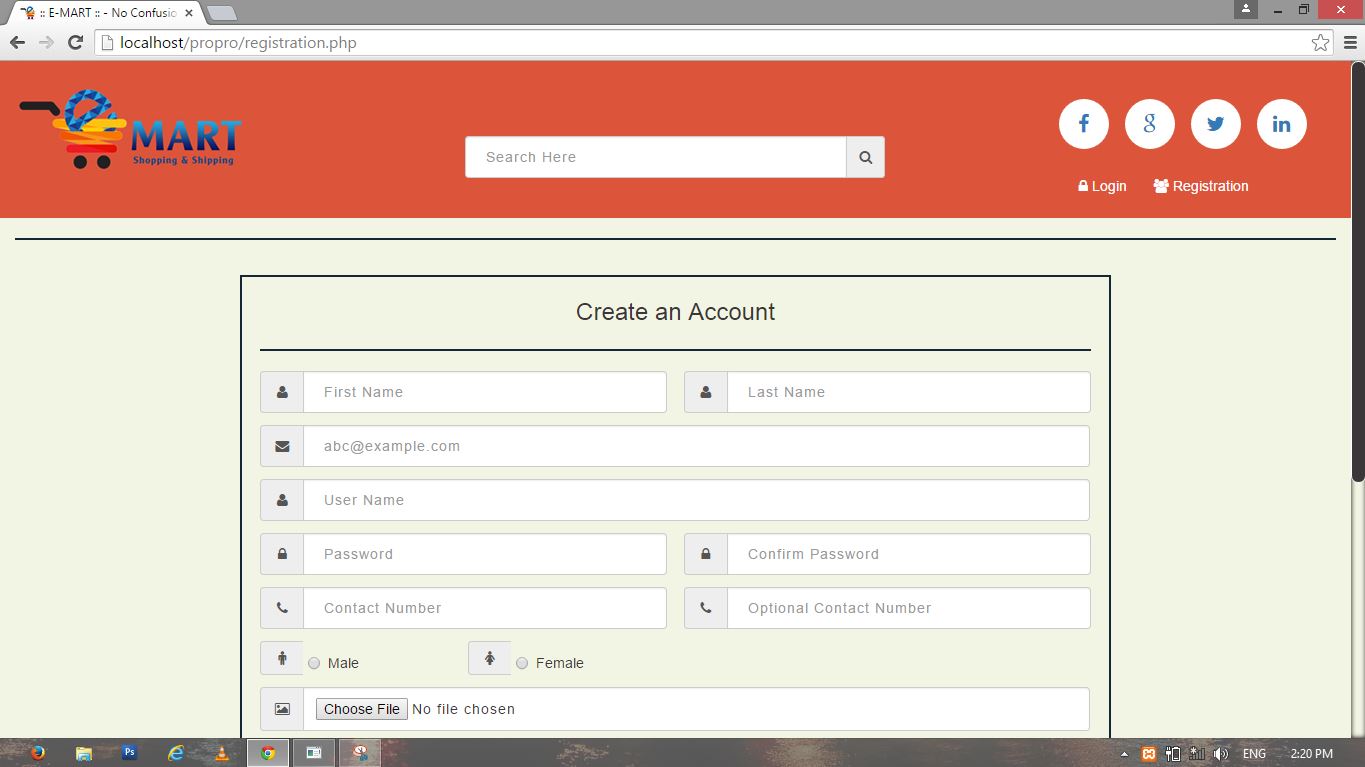 :: E-MART :: - No Confusio
localhost/propro/registration.php
e MART
Shopping & Shipping
Search Here
Login Registration
Create an Account
First Name Last Name
abc@example.com
User Name
Password Confirm Password
Contact Number Optional Contact Number
Male Female
Choose File No file chosen
Ps ENG 2:20 PM